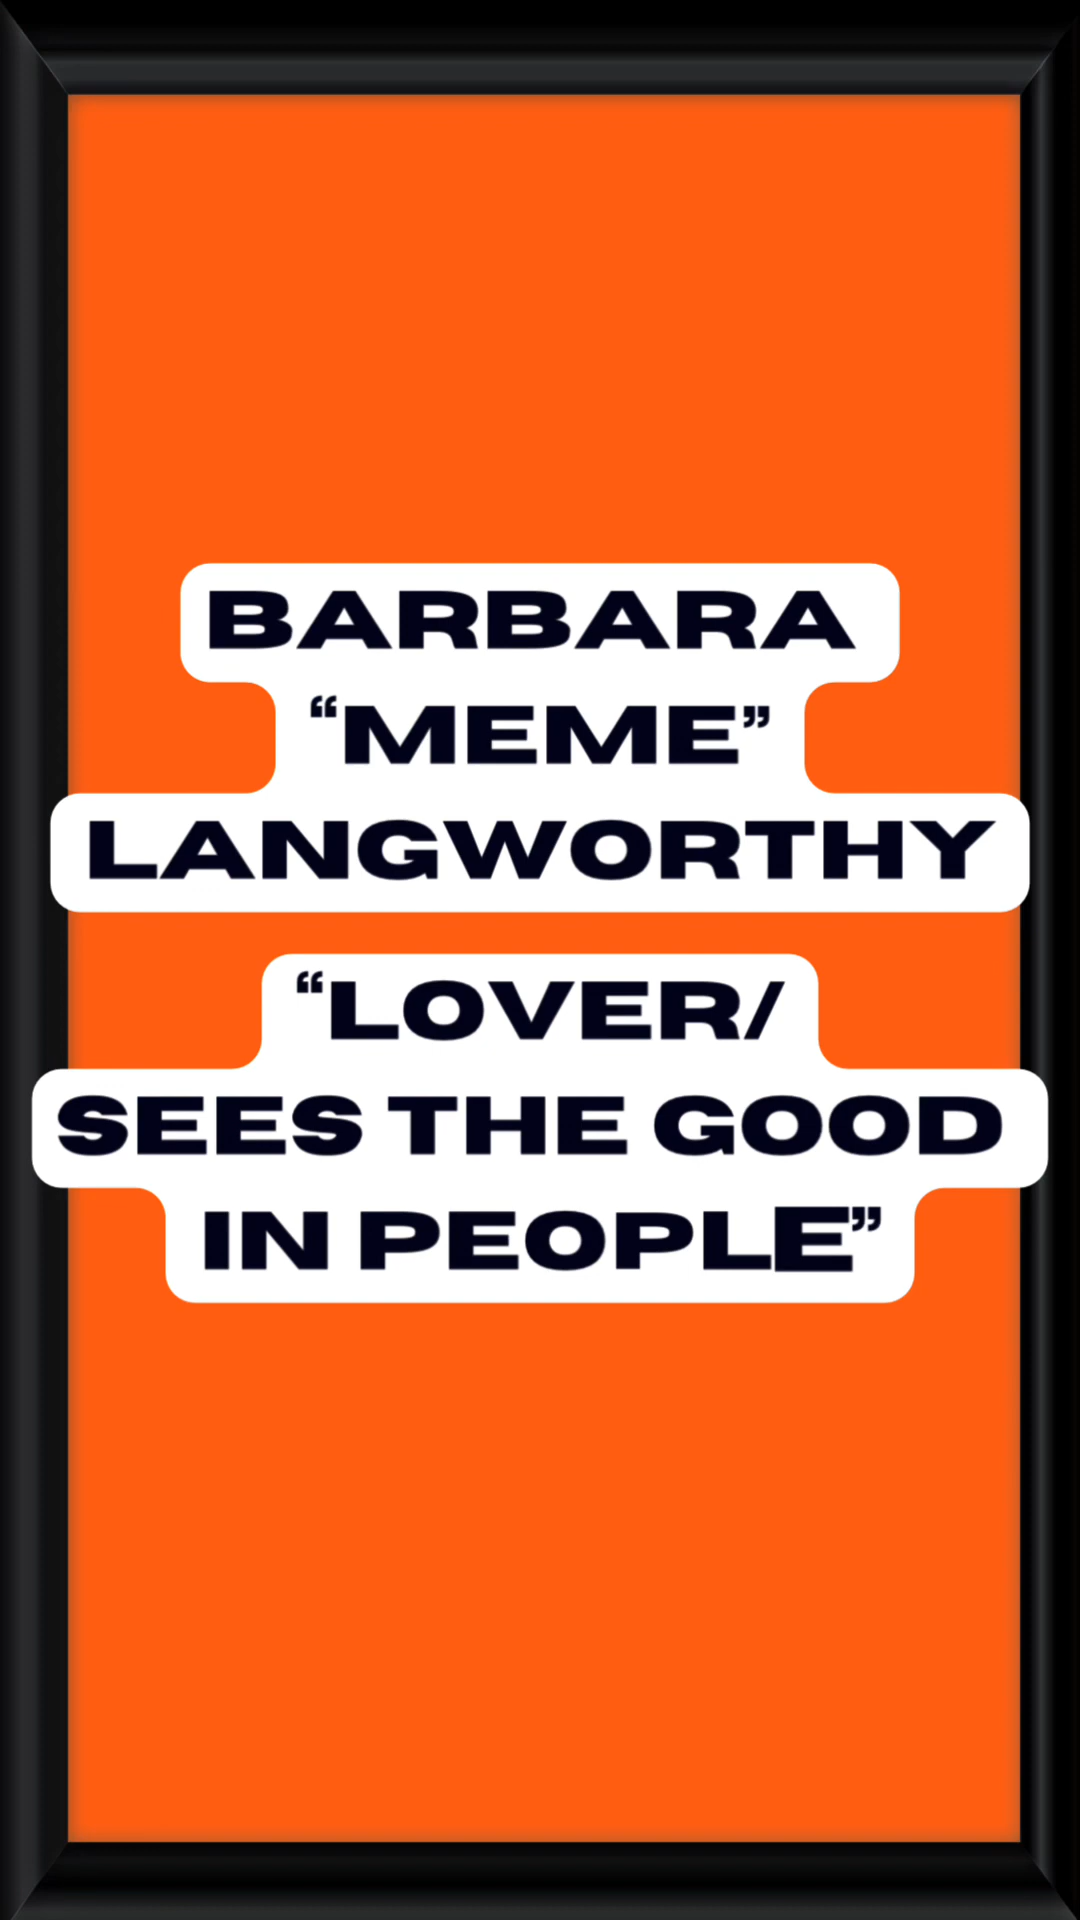 BARBARA
“MEME”
LANGWORTHY
“LOVER/
SEES THE GOOD
IN PEOPLE”